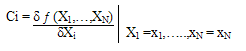 Ci = δ f (X1,…,XN)
δXi
X1 =x1,…..,xN = xN